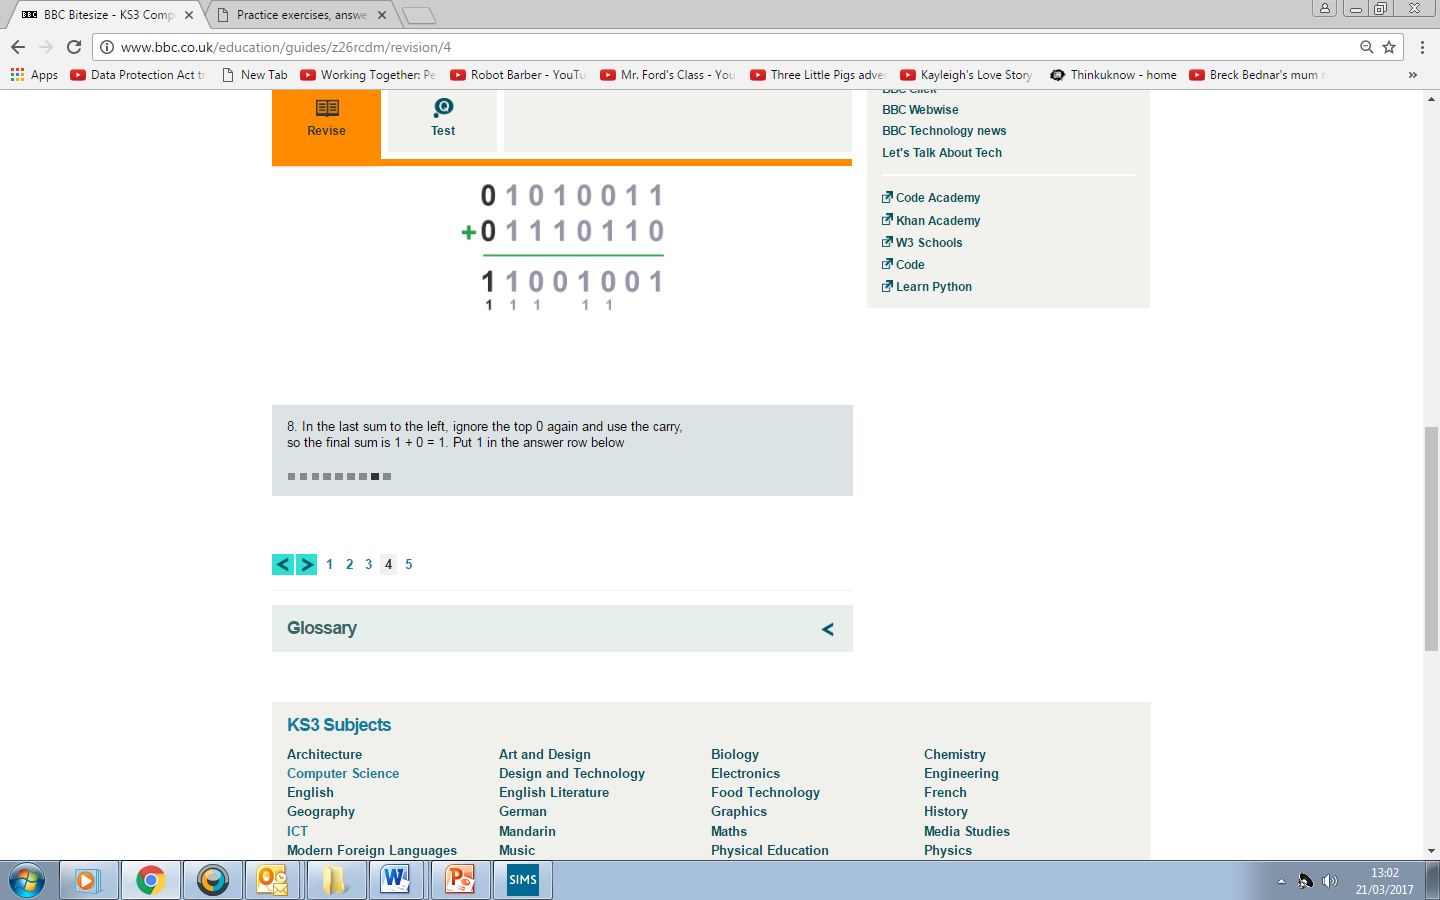 BBC Bitesize - KS3 Comp
Practice exercises, answe
www.bbc.co.uk/education/guides/z26rcdm/revision/4
Apps
Data Protection Act tr
New Tab
Working Together: Pe
Robot Barber - YouTu
Mr. Ford's Class - You
Three Little Pigs adve
Kayleigh's Love Story
Thinkuknow - home
Breck Bednar's mum r
»
Revise
Test
BBC Click
BBC Webwise
BBC Technology news
Let's Talk About Tech
Code Academy
Khan Academy
W3 Schools
Code
Learn Python
0 1 0 1 0 0 1 1
+ 0 1 1 1 0 1 1 0
1 1 0 0 1 0 0 1
1 1 1 1 1
8. In the last sum to the left, ignore the top 0 again and use the carry,
so the final sum is 1 + 0 = 1. Put 1 in the answer row below
< > 1 2 3 4 5
Glossary <
KS3 Subjects
Architecture
Art and Design
Biology
Chemistry
Computer Science
Design and Technology
Electronics
Engineering
English
English Literature
Food Technology
French
Geography
German
Graphics
History
ICT
Mandarin
Maths
Media Studies
Modern Foreign Languages
Music
Physical Education
Physics
SIMS
13:02
21/03/2017